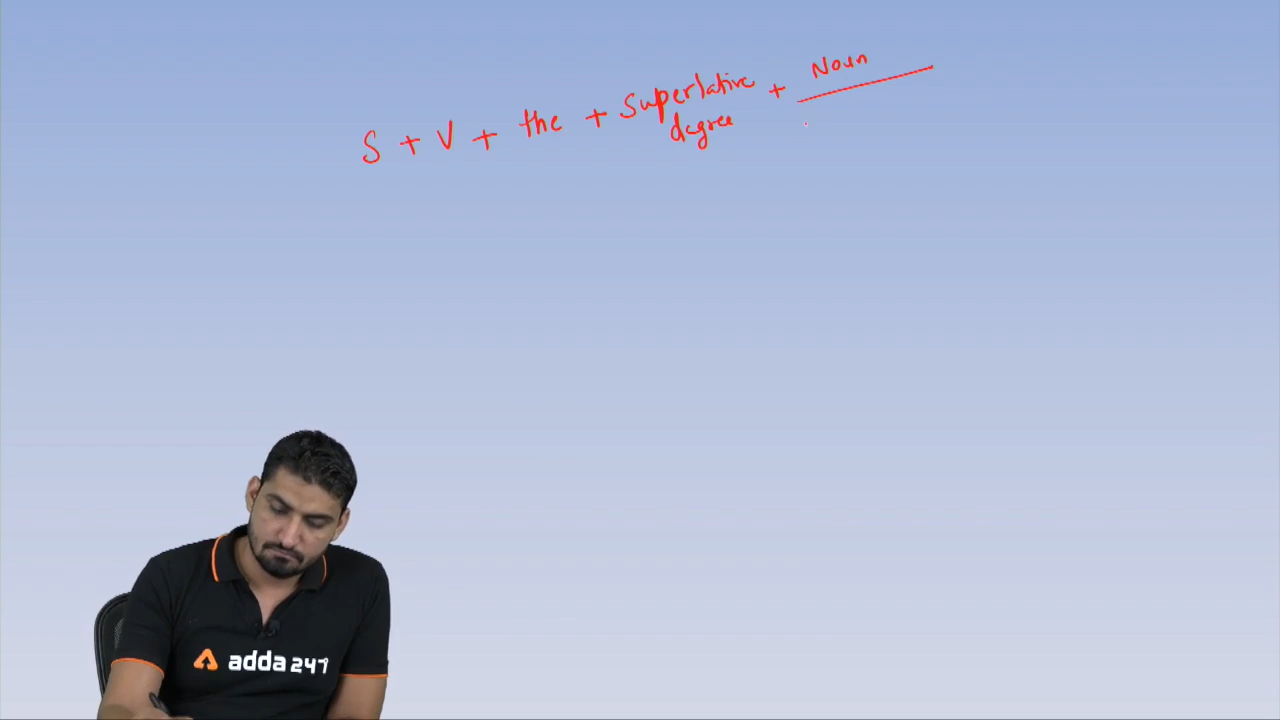 S + V + the + Superlative degree + Noun
adda 247